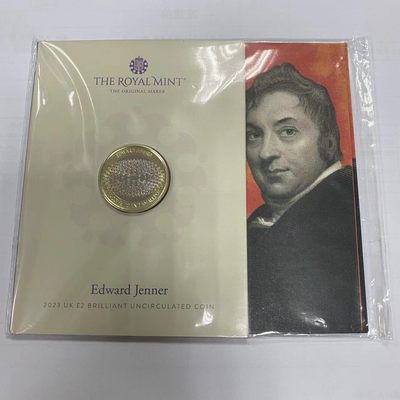 THE ROYAL MINT®
THE ORIGINAL MAKER
Edward Jenner
2023 UK £2 BRILLIANT UNCIRCULATED COIN